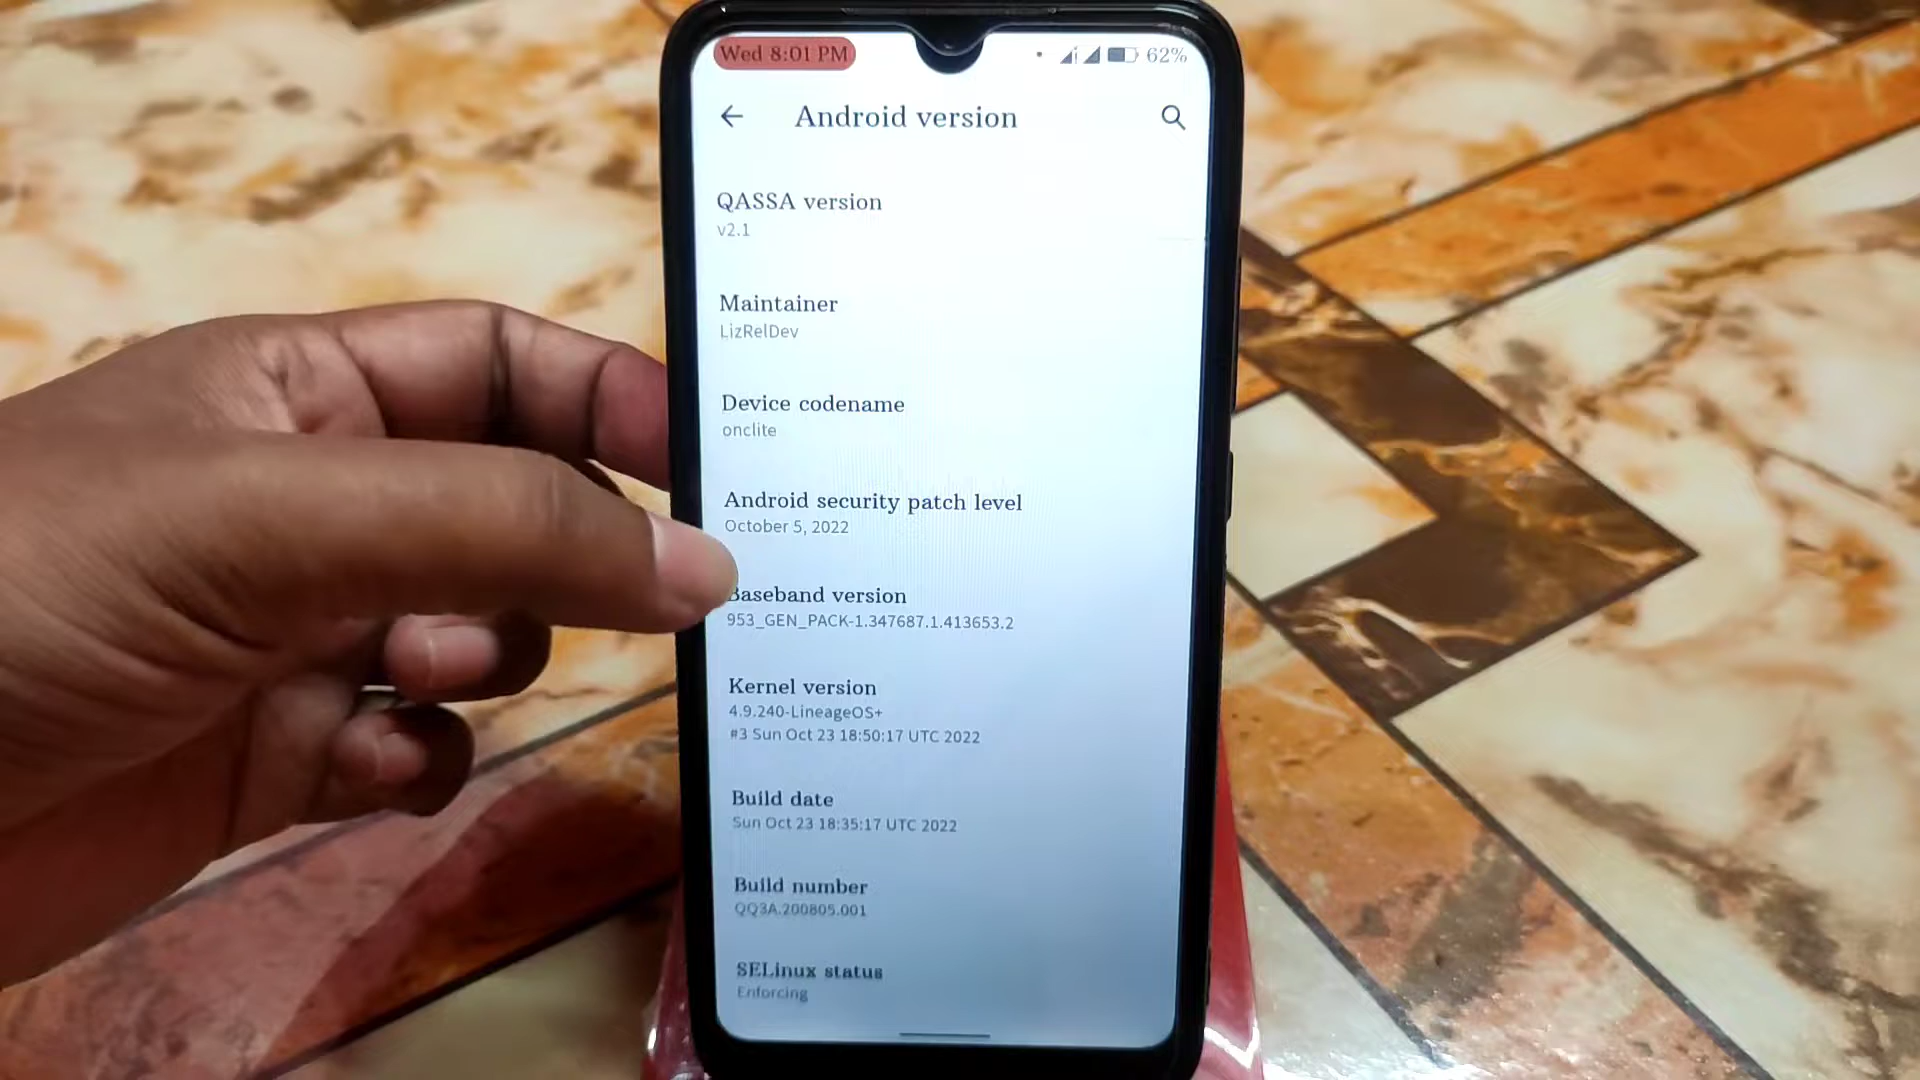 Wed 8:01 PM 62%
Android version
QASSA version
v2.1
Maintainer
LizRelDev
Device codename
onclite
Android security patch level
October 5, 2022
Baseband version
953_GEN_PACK-1.347687.1.413653.2
Kernel version
4.9.240-LineageOS+
#3 Sun Oct 23 18:50:17 UTC 2022
Build date
Sun Oct 23 18:35:17 UTC 2022
Build number
QQ3A.200805.001
SELinux status
Enforcing